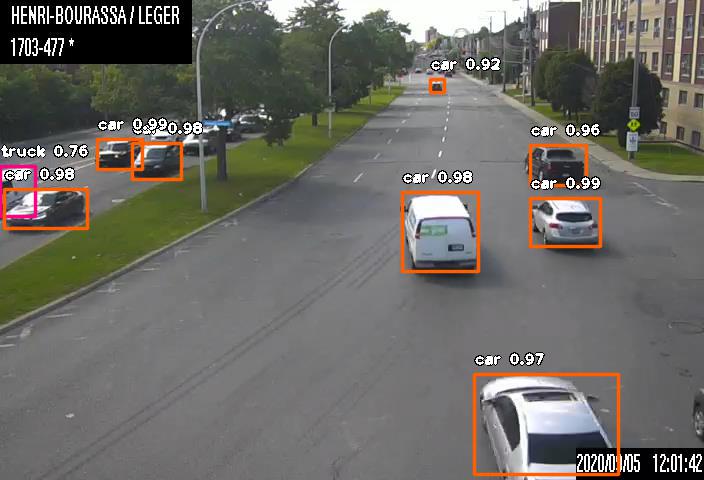 HENRI-BOURASSA / LEGER
1703-477 *
car 0.92
car 0.99
0.98
car 0.96
truck 0.76
car 0.98
car 0.98
car 0.99
car 0.97
12:01:42